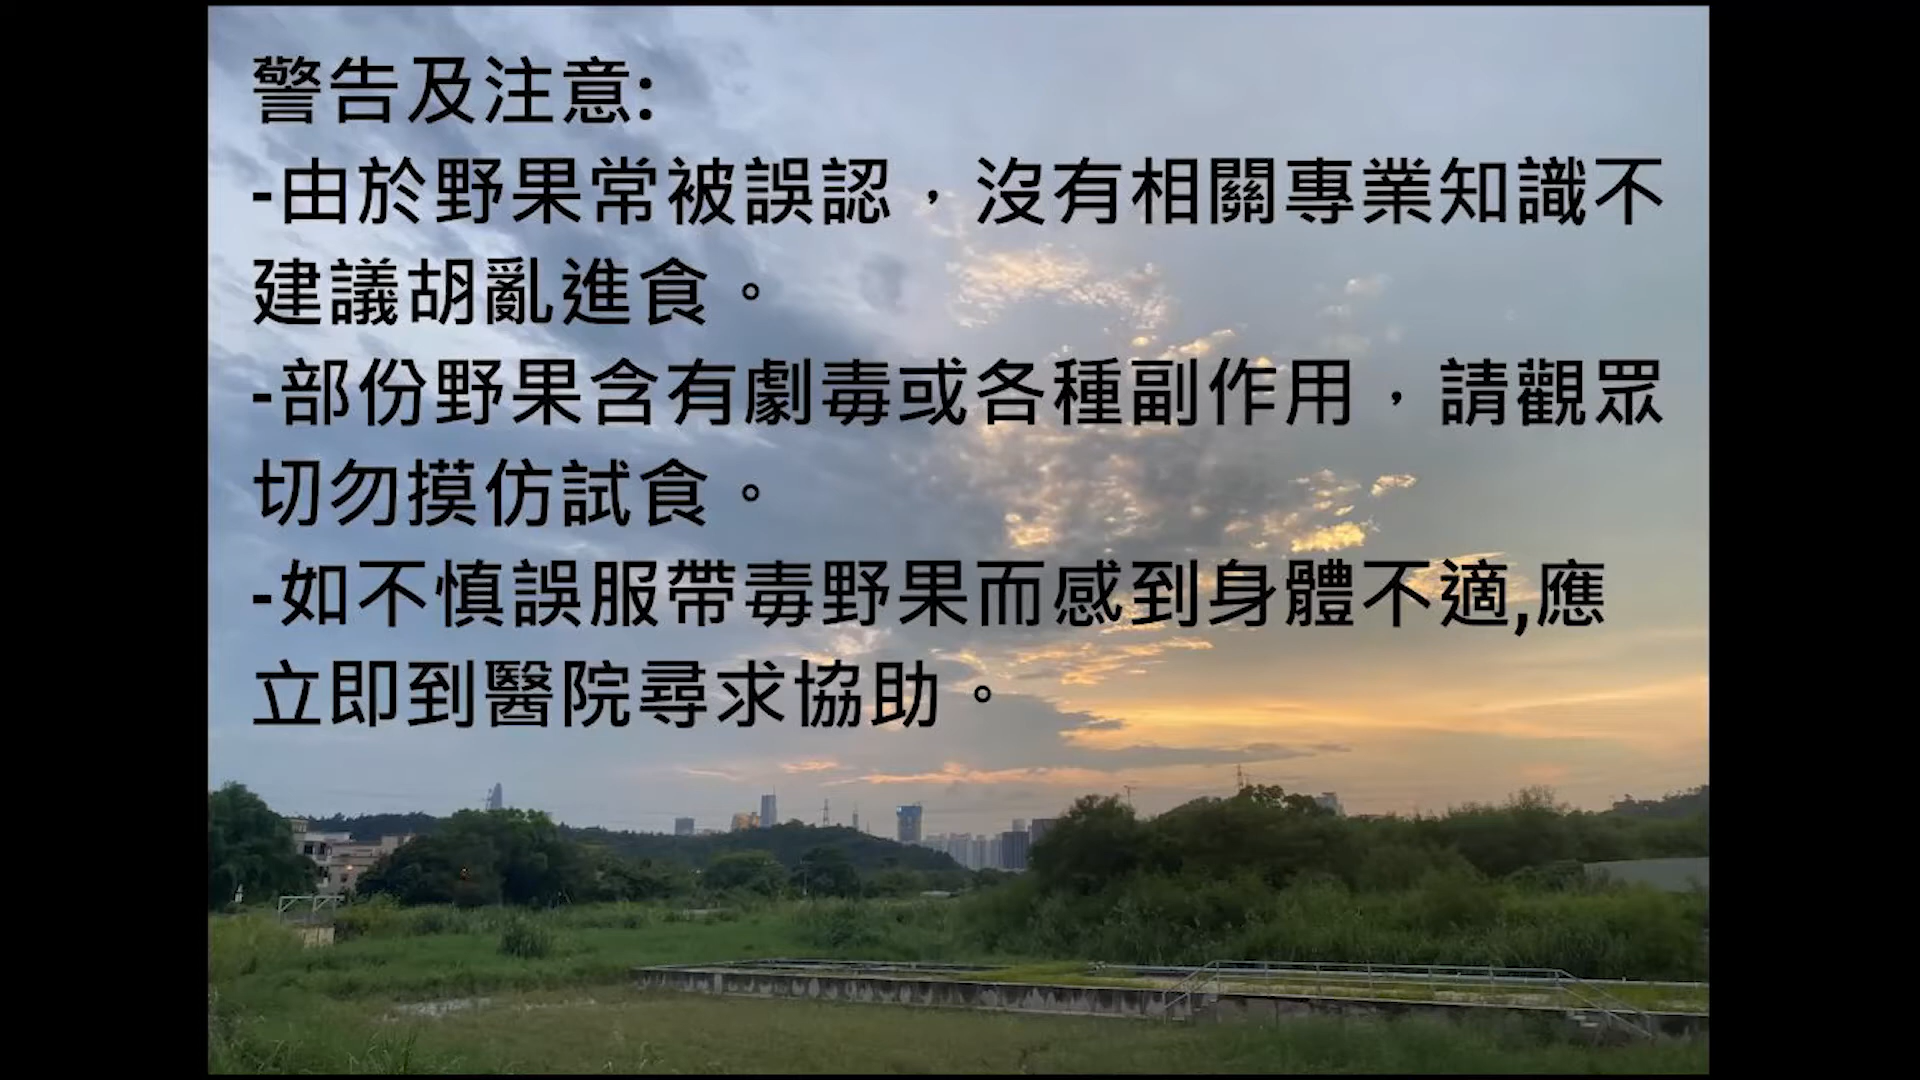 警告及注意:
-由於野果常被誤認，沒有相關專業知識不
建議胡亂進食。
-部份野果含有劇毒或各種副作用，請觀眾
切勿摸仿試食。
-如不慎誤服帶毒野果而感到身體不適,應
立即到醫院尋求協助。